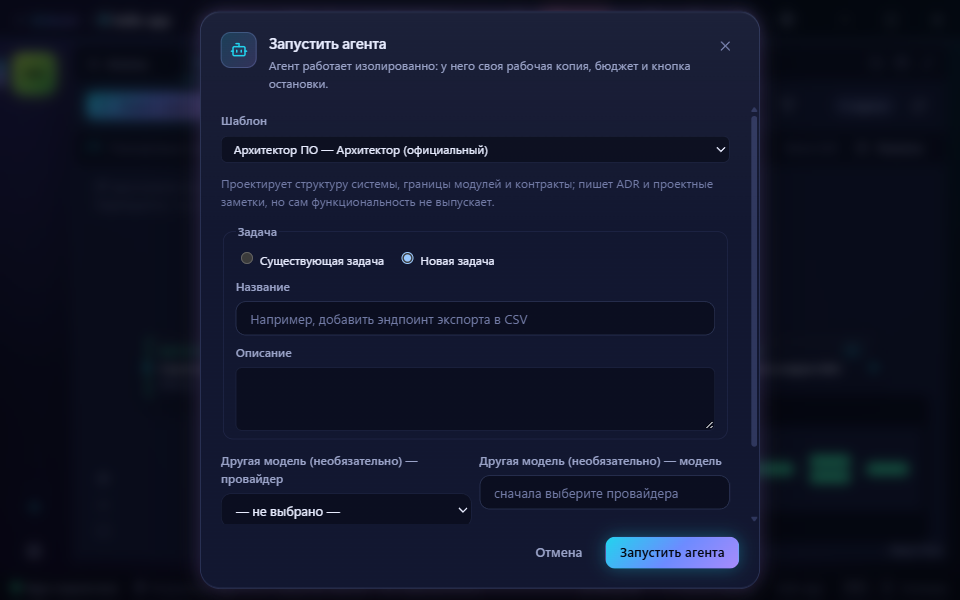 Запустить агента
Агент работает изолированно: у него своя рабочая копия, бюджет и кнопка
остановки.
Шаблон
Архитектор ПО — Архитектор (официальный)
Проектирует структуру системы, границы модулей и контракты; пишет ADR и проектные
заметки, но сам функциональность не выпускает.
Задача
Существующая задача
Новая задача
Название
Например, добавить эндпоинт экспорта в CSV
Описание
Другая модель (необязательно) —
провайдер
Другая модель (необязательно) — модель
— не выбрано —
сначала выберите провайдера
Отмена
Запустить агента